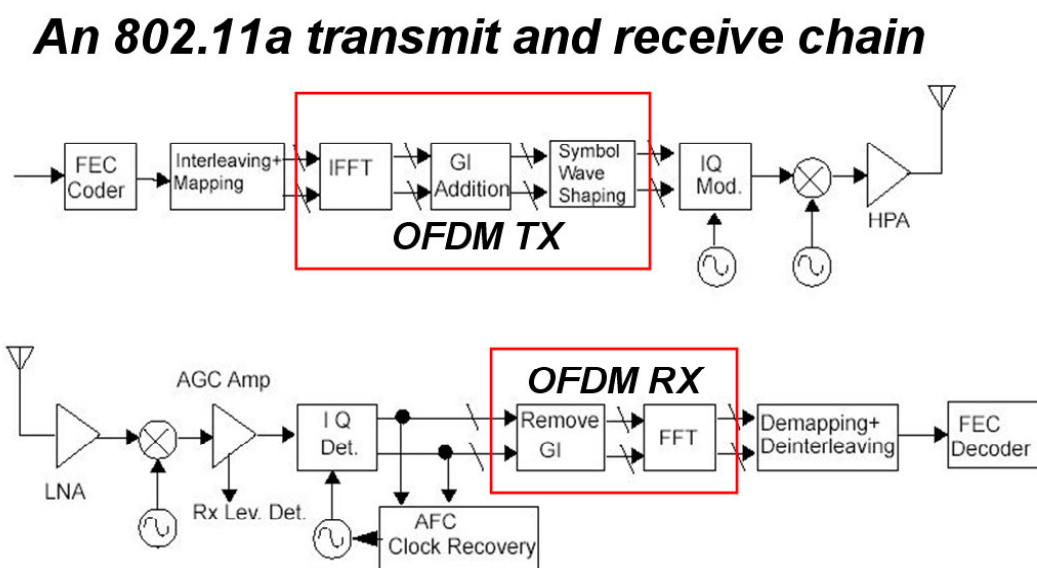 An 802.11a transmit and receive chain
FEC
Coder
Interleaving+
Mapping
IFFT
GI
Addition
Symbol
Wave
Shaping
IQ
Mod.
HPA
OFDM TX
AGC Amp
OFDM RX
LNA
Rx Lev. Det.
I Q
Det.
AFC
Clock Recovery
Remove
GI
FFT
Demapping+
Deinterleaving
FEC
Decoder